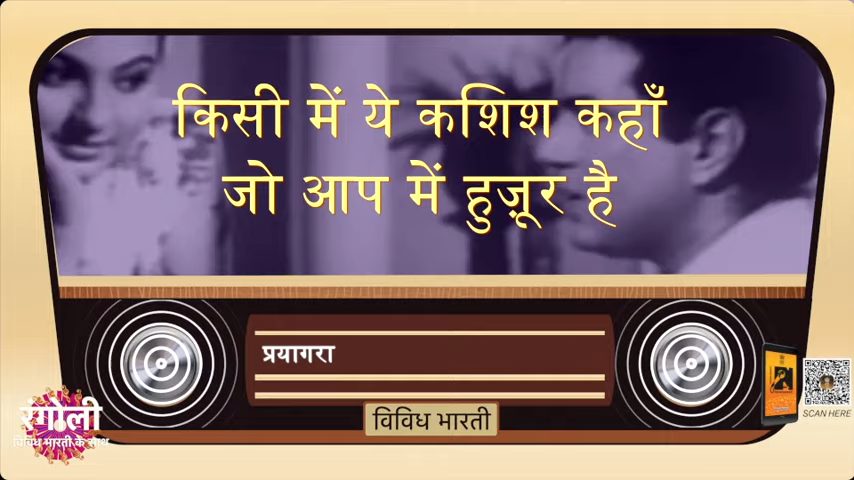 किसी में ये कशिश कहाँ
जो आप में हुज़ूर है
प्रयागरा
विविध भारती
रंगोली
विविध भारती के साथ
SCAN HERE